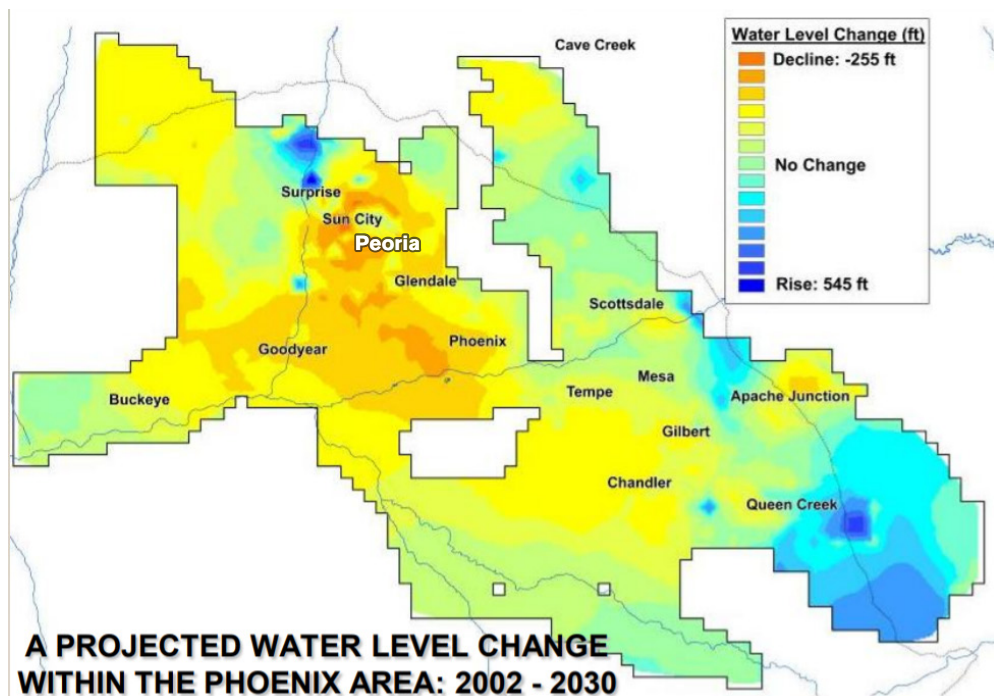 Cave Creek
Water Level Change (ft)
Decline: -255 ft
No Change
Rise: 545 ft
Surprise
Sun City
Peoria
Glendale
Scottsdale
Goodyear
Phoenix
Mesa
Tempe
Apache Junction
Buckeye
Gilbert
Chandler
Queen Creek
A PROJECTED WATER LEVEL CHANGE
WITHIN THE PHOENIX AREA: 2002 - 2030